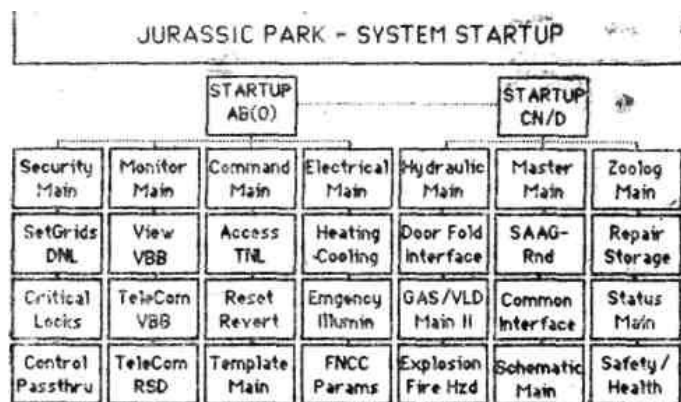 JURASSIC PARK - SYSTEM STARTUP
STARTUP
AB(0)
STARTUP
CN/D
Security
Main
Monitor
Main
Command
Main
Electrical
Main
Hydraulic
Main
Master
Main
Zoolog
Main
SetGrids
DNL
View
VBB
Access
TNL
Heating
Cooling
Door Fold
Interface
SAAG-
Rnd
Repair
Storage
Critical
Locks
TeleCom
VBB
Reset
Revert
Emgency
Illumin
GAS/VLD
Main II
Common
Interface
Status
Main
Control
Passthru
TeleCom
RSD
Template
Main
FNCC
Params
Explosion
Fire Hzd
Schematic
Main
Safety/
Health